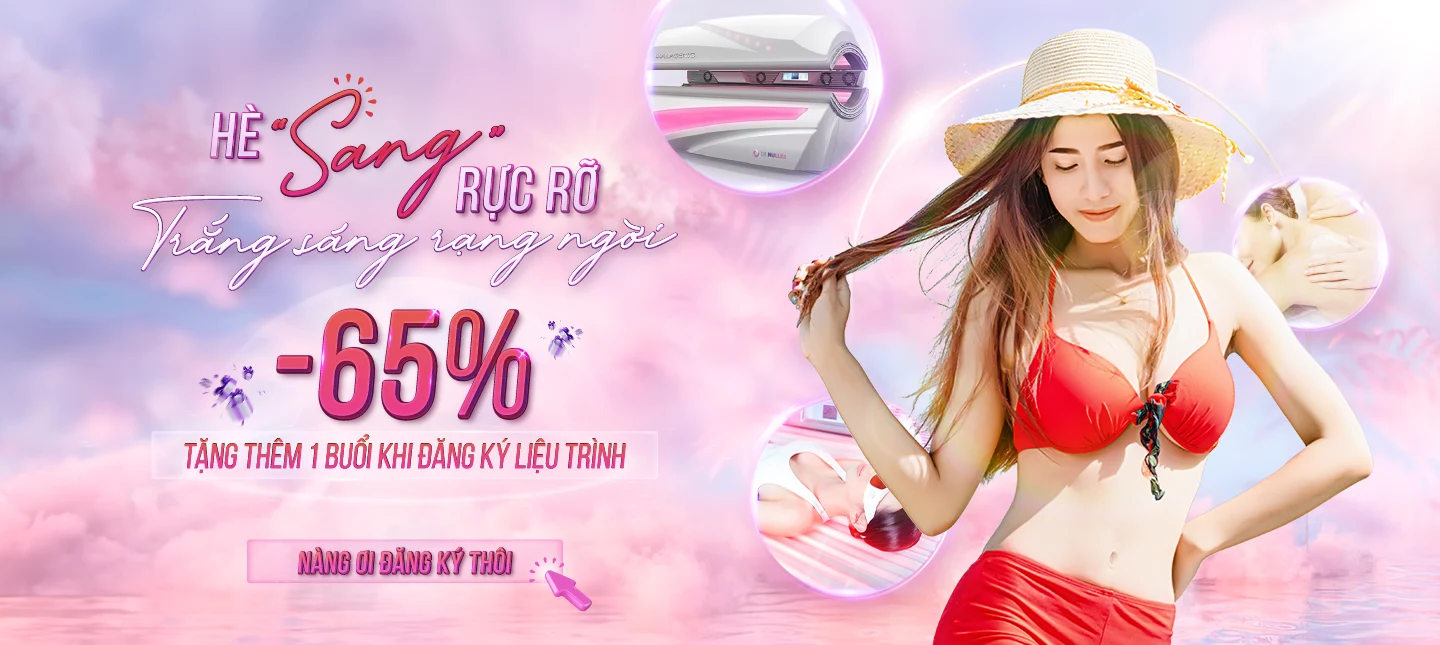 HÈ "Sang"
RỰC RỠ
Trắng sáng rạng ngời
-65%
TẶNG THÊM 1 BUỔI KHI ĐĂNG KÝ LIỆU TRÌNH
NÀNG ƠI ĐĂNG KÝ THÔI